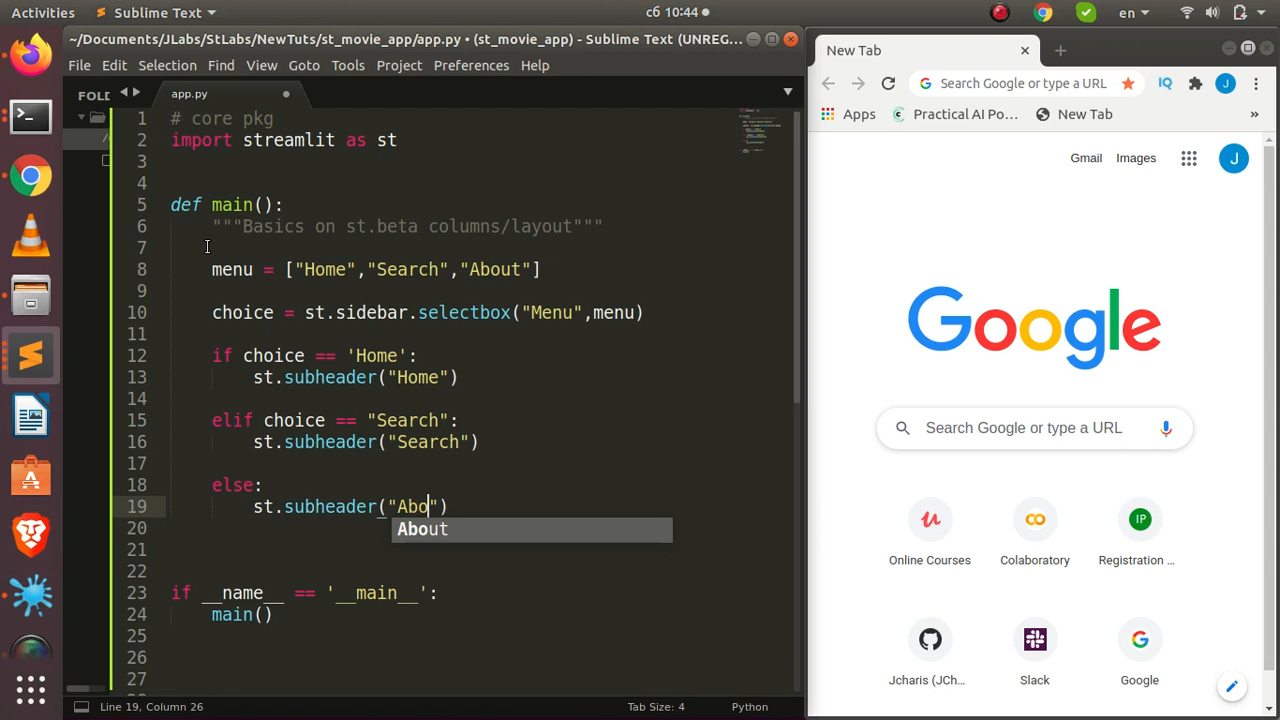 Activities
Sublime Text
сб 10:44
en
~/Documents/JLabs/StLabs/NewTuts/st_movie_app/app.py • (st_movie_app) - Sublime Text (UNREG...
File Edit Selection Find View Goto Tools Project Preferences Help
FOLD
app.py
1 # core pkg
2 import streamlit as st
3
4
5 def main():
6 """Basics on st.beta columns/layout"""
7
8 menu = ["Home","Search","About"]
9
10 choice = st.sidebar.selectbox("Menu",menu)
11
12 if choice == 'Home':
13 st.subheader("Home")
14
15 elif choice == "Search":
16 st.subheader("Search")
17
18 else:
19 st.subheader("Abo")
About
20
21
22
23 if __name__ == '__main__':
24 main()
25
26
27
Line 19, Column 26
Tab Size: 4
Python
New Tab
Search Google or type a URL
IQ
J
Apps
Practical AI Po...
New Tab
»
Gmail Images
J
Google
Search Google or type a URL
IP
Online Courses
Colaboratory
Registration ...
Jcharis (JCh...
Slack
Google